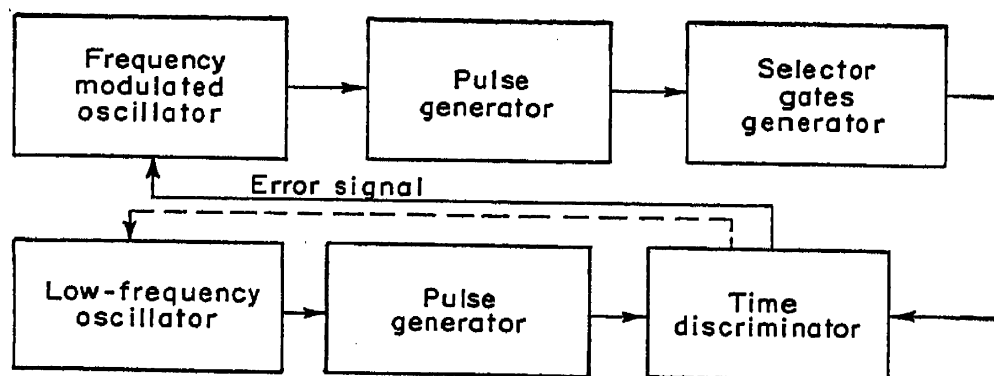 Frequency
modulated
oscillator
Pulse
generator
Selector
gates
generator
Error signal
Low-frequency
oscillator
Pulse
generator
Time
discriminator